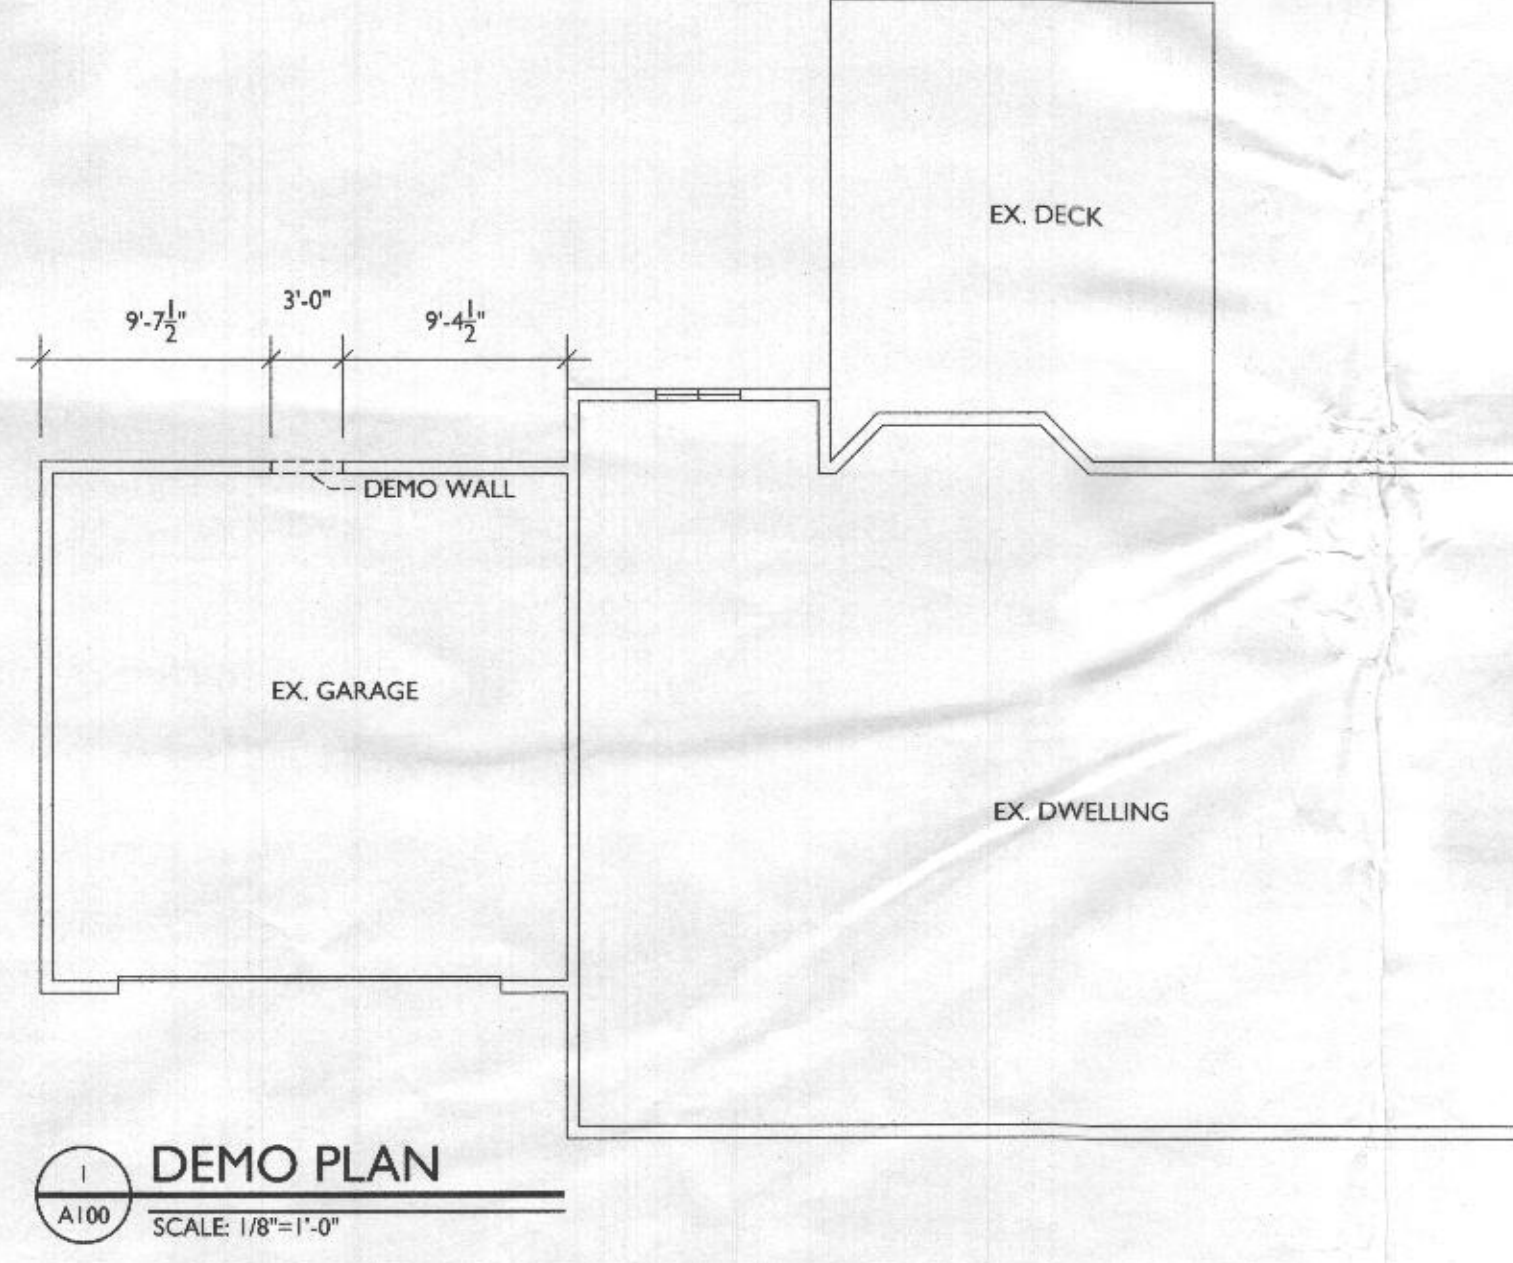 EX. DECK
9'-7 1/2" 3'-0" 9'-4 1/2"
DEMO WALL
EX. GARAGE
EX. DWELLING
1
A100
DEMO PLAN
SCALE: 1/8"=1'-0"